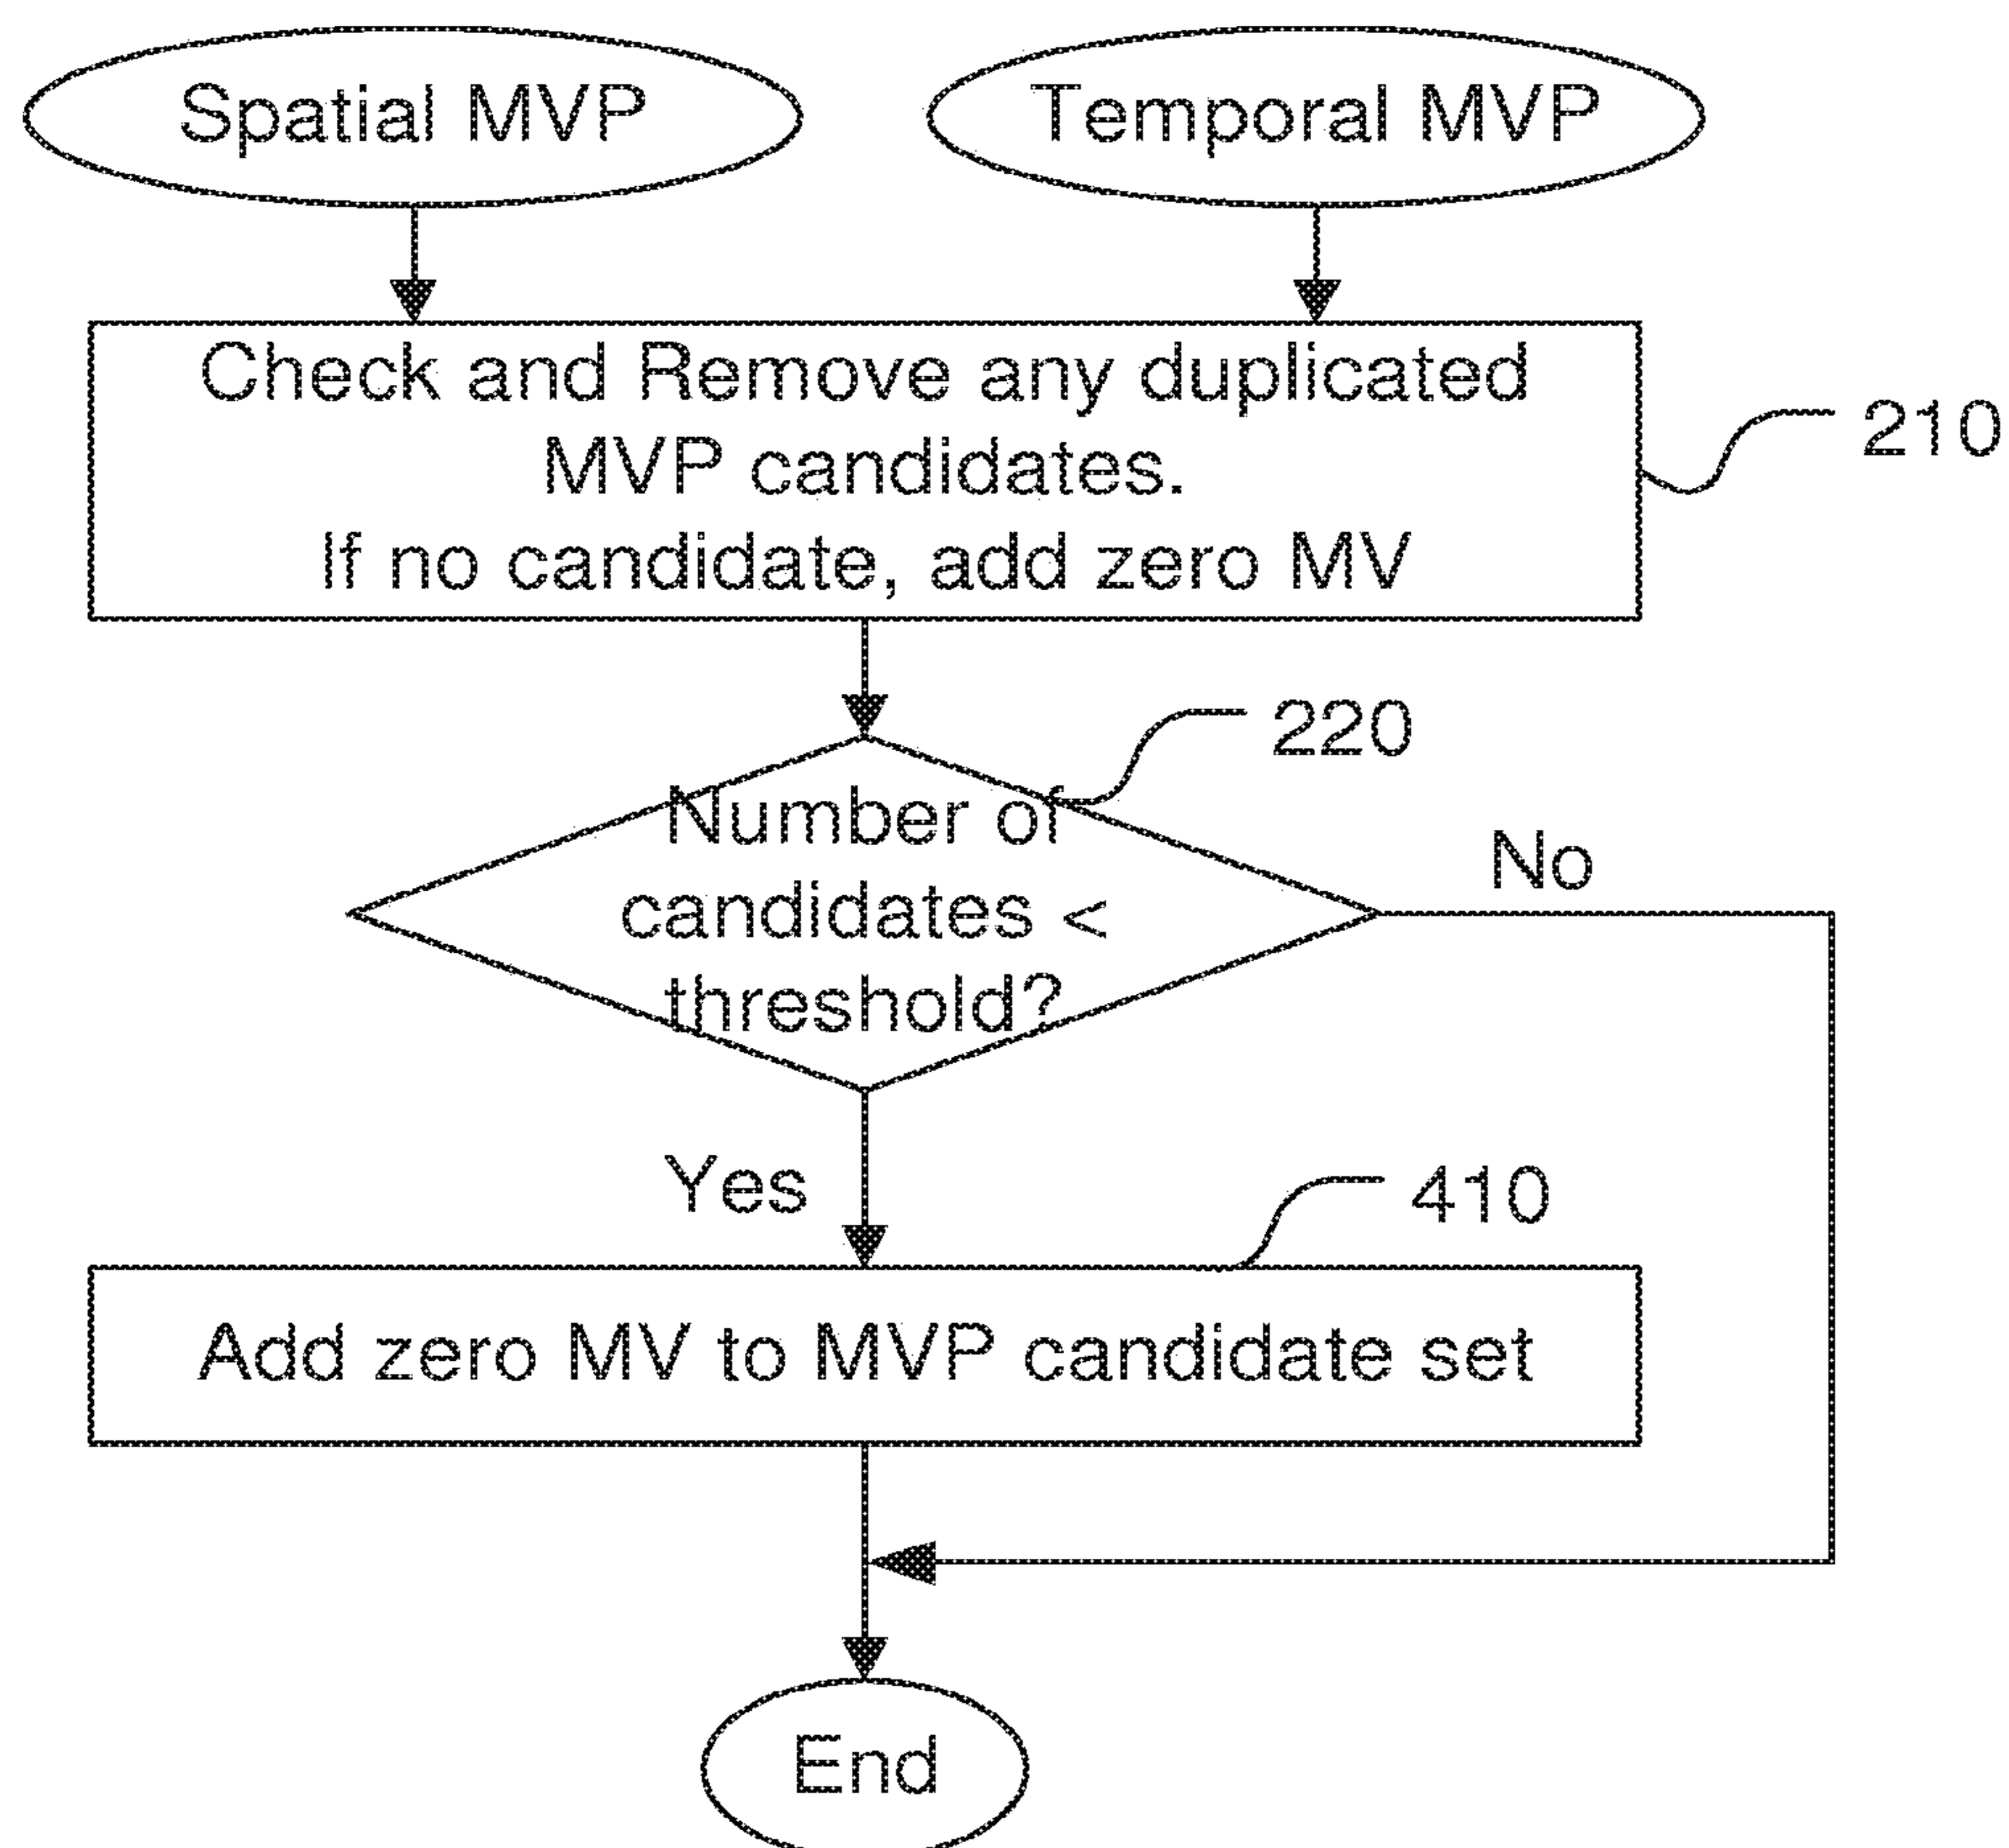 Spatial MVP
Temporal MVP
Check and Remove any duplicated
MVP candidates.
If no candidate, add zero MV
210
220
Number of
candidates <
threshold?
No
Yes
410
Add zero MV to MVP candidate set
End